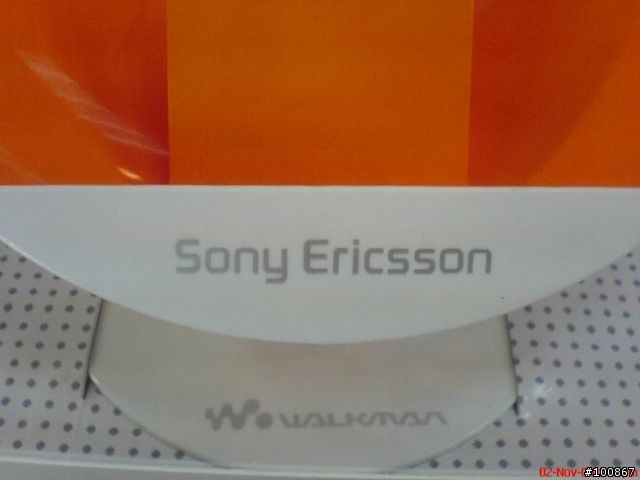 Sony Ericsson
WALKMAN
02-Nov-
#100867